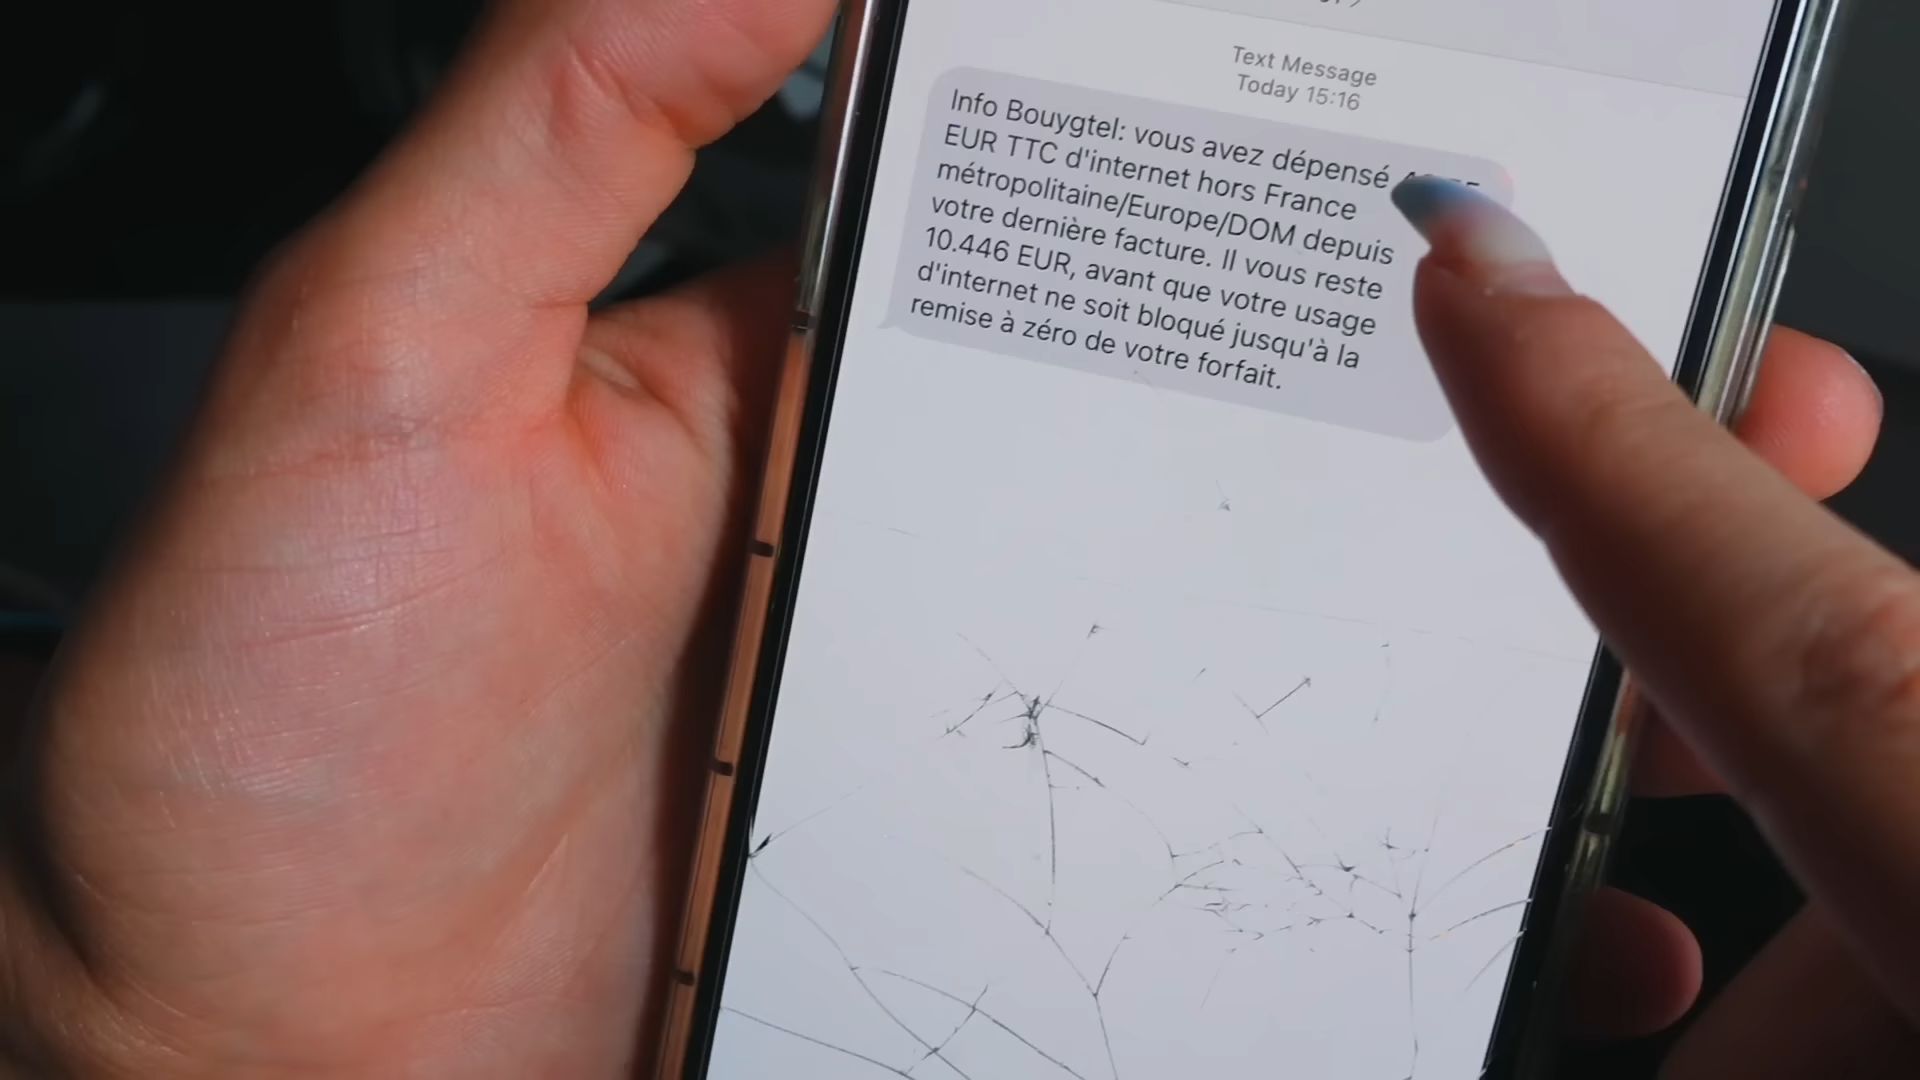 Text Message
Today 15:16
Info Bouygtel: vous avez dépensé
EUR TTC d'internet hors France
métropolitaine/Europe/DOM depuis
votre dernière facture. Il vous reste
10.446 EUR, avant que votre usage
d'internet ne soit bloqué jusqu'à la
remise à zéro de votre forfait.